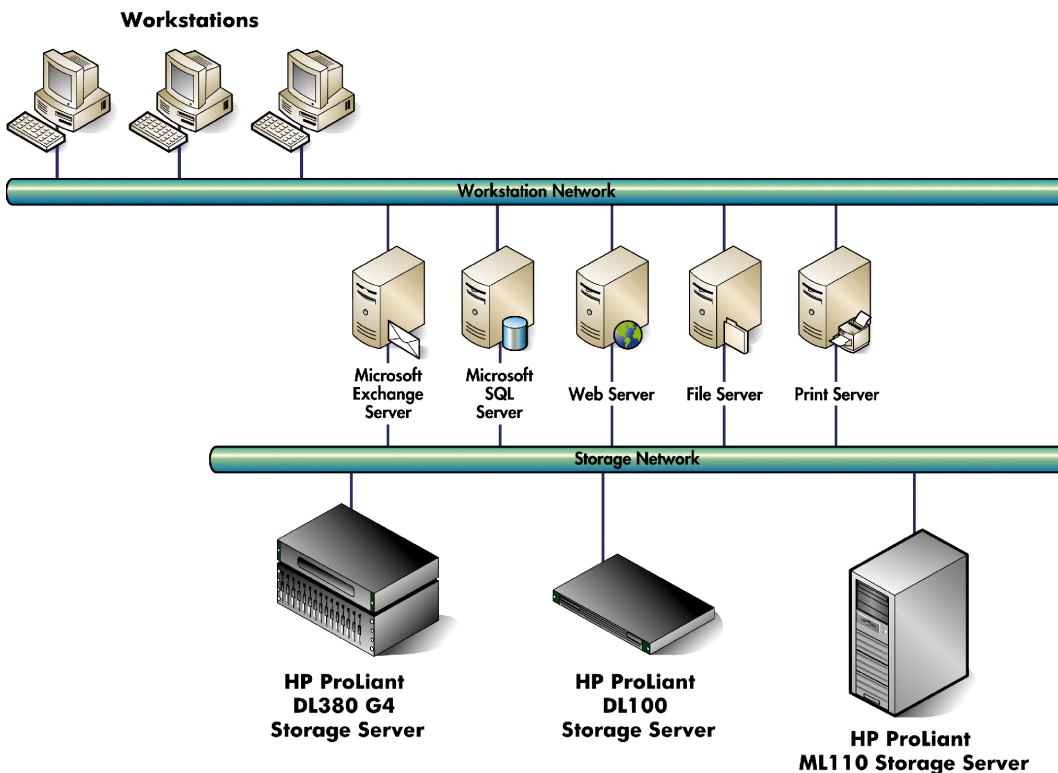 Workstations
Workstation Network
Microsoft
Exchange
Server
Microsoft
SQL
Server
Web Server
File Server
Print Server
Storage Network
HP ProLiant
DL380 G4
Storage Server
HP ProLiant
DL100
Storage Server
HP ProLiant
ML110 Storage Server